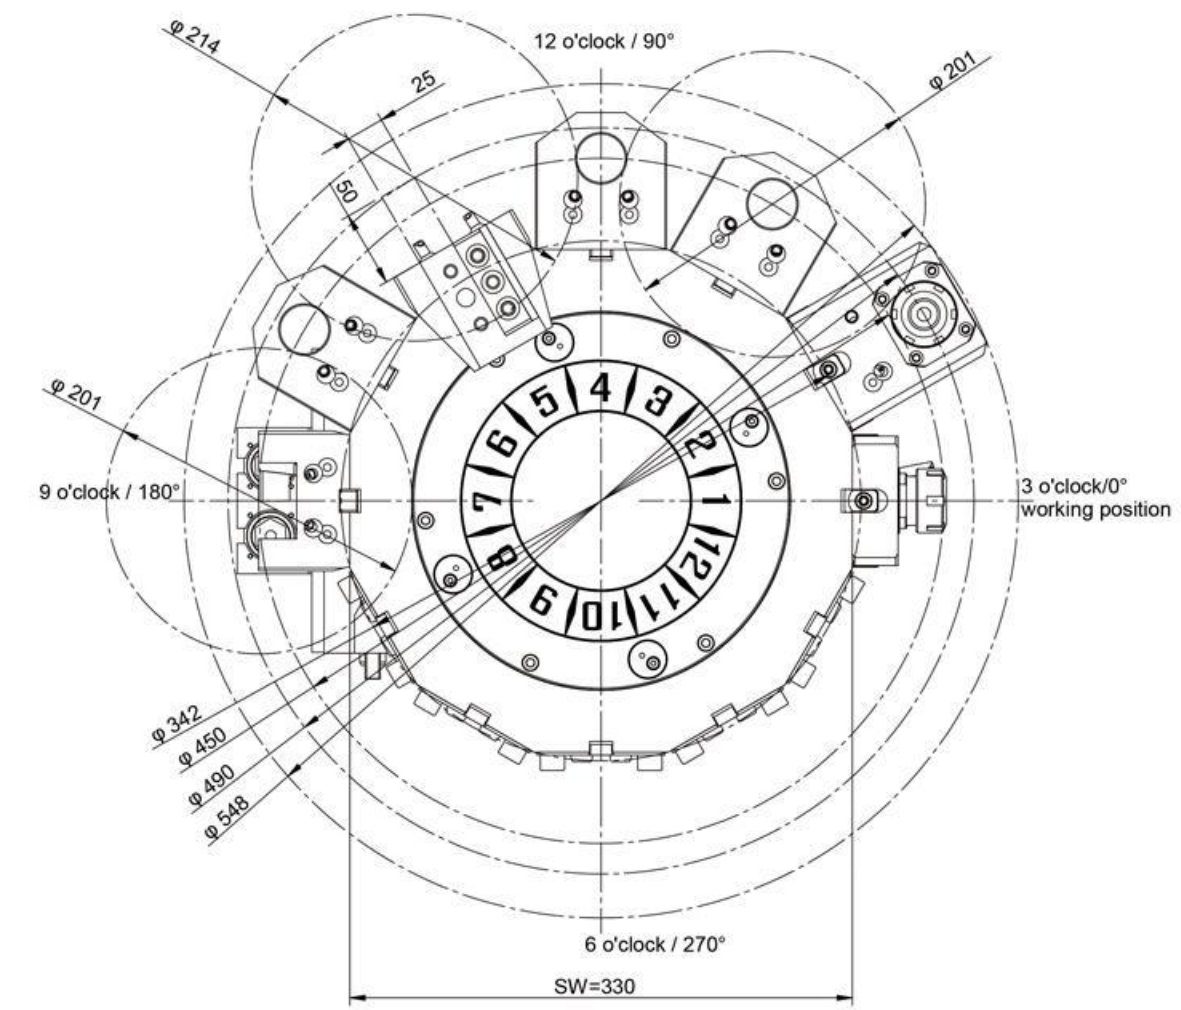 φ 214
12 o'clock / 90°
25
φ 201
50
5 4 3
6 2
φ 201
9 o'clock / 180°
7 1
3 o'clock/0°
working position
8 12
9 10 11
φ 342
φ 450
φ 490
φ 548
6 o'clock / 270°
SW=330